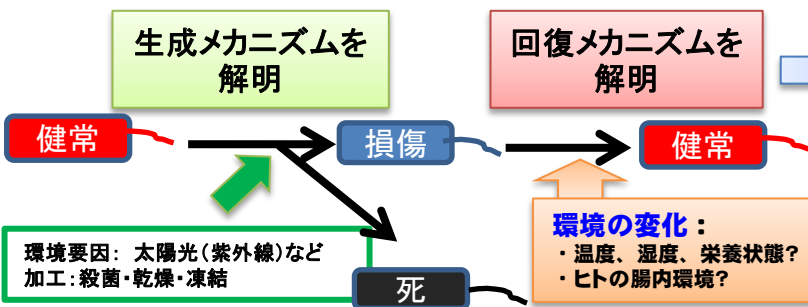 生成メカニズムを
解明
回復メカニズムを
解明
健常
損傷
健常
環境要因： 太陽光（紫外線）など
加工：殺菌・乾燥・凍結
死
環境の変化：
・温度、湿度、栄養状態？
・ヒトの腸内環境？